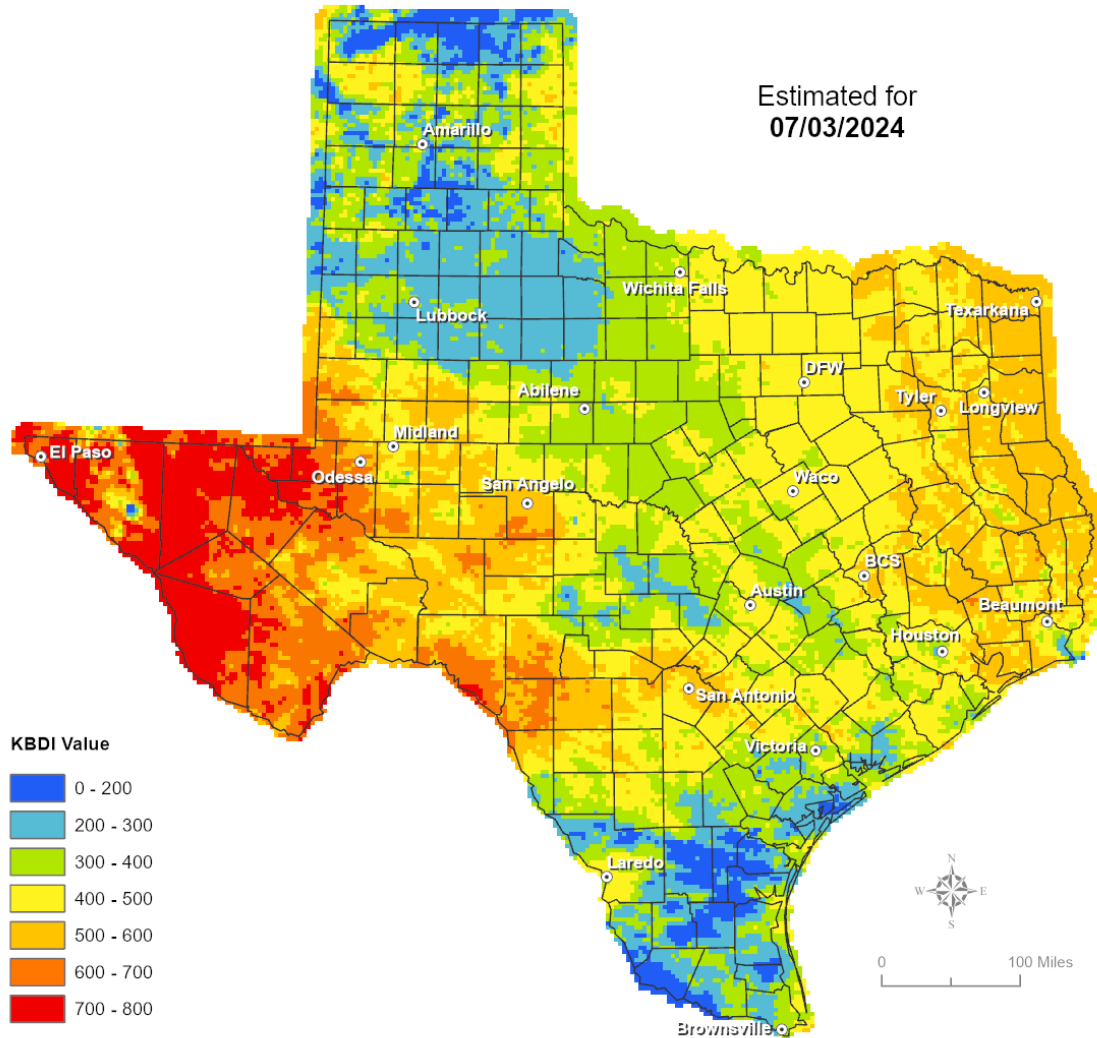 Estimated for
07/03/2024
Amarillo
Wichita Falls
Lubbock
Texarkana
DFW
Abilene
Tyler
Longview
Midland
El Paso
Odessa
San Angelo
Waco
BCS
Austin
Beaumont
Houston
San Antonio
Victoria
KBDI Value
0 - 200
200 - 300
300 - 400
400 - 500
500 - 600
600 - 700
700 - 800
Laredo
N
W E
S
0 100 Miles
Brownsville